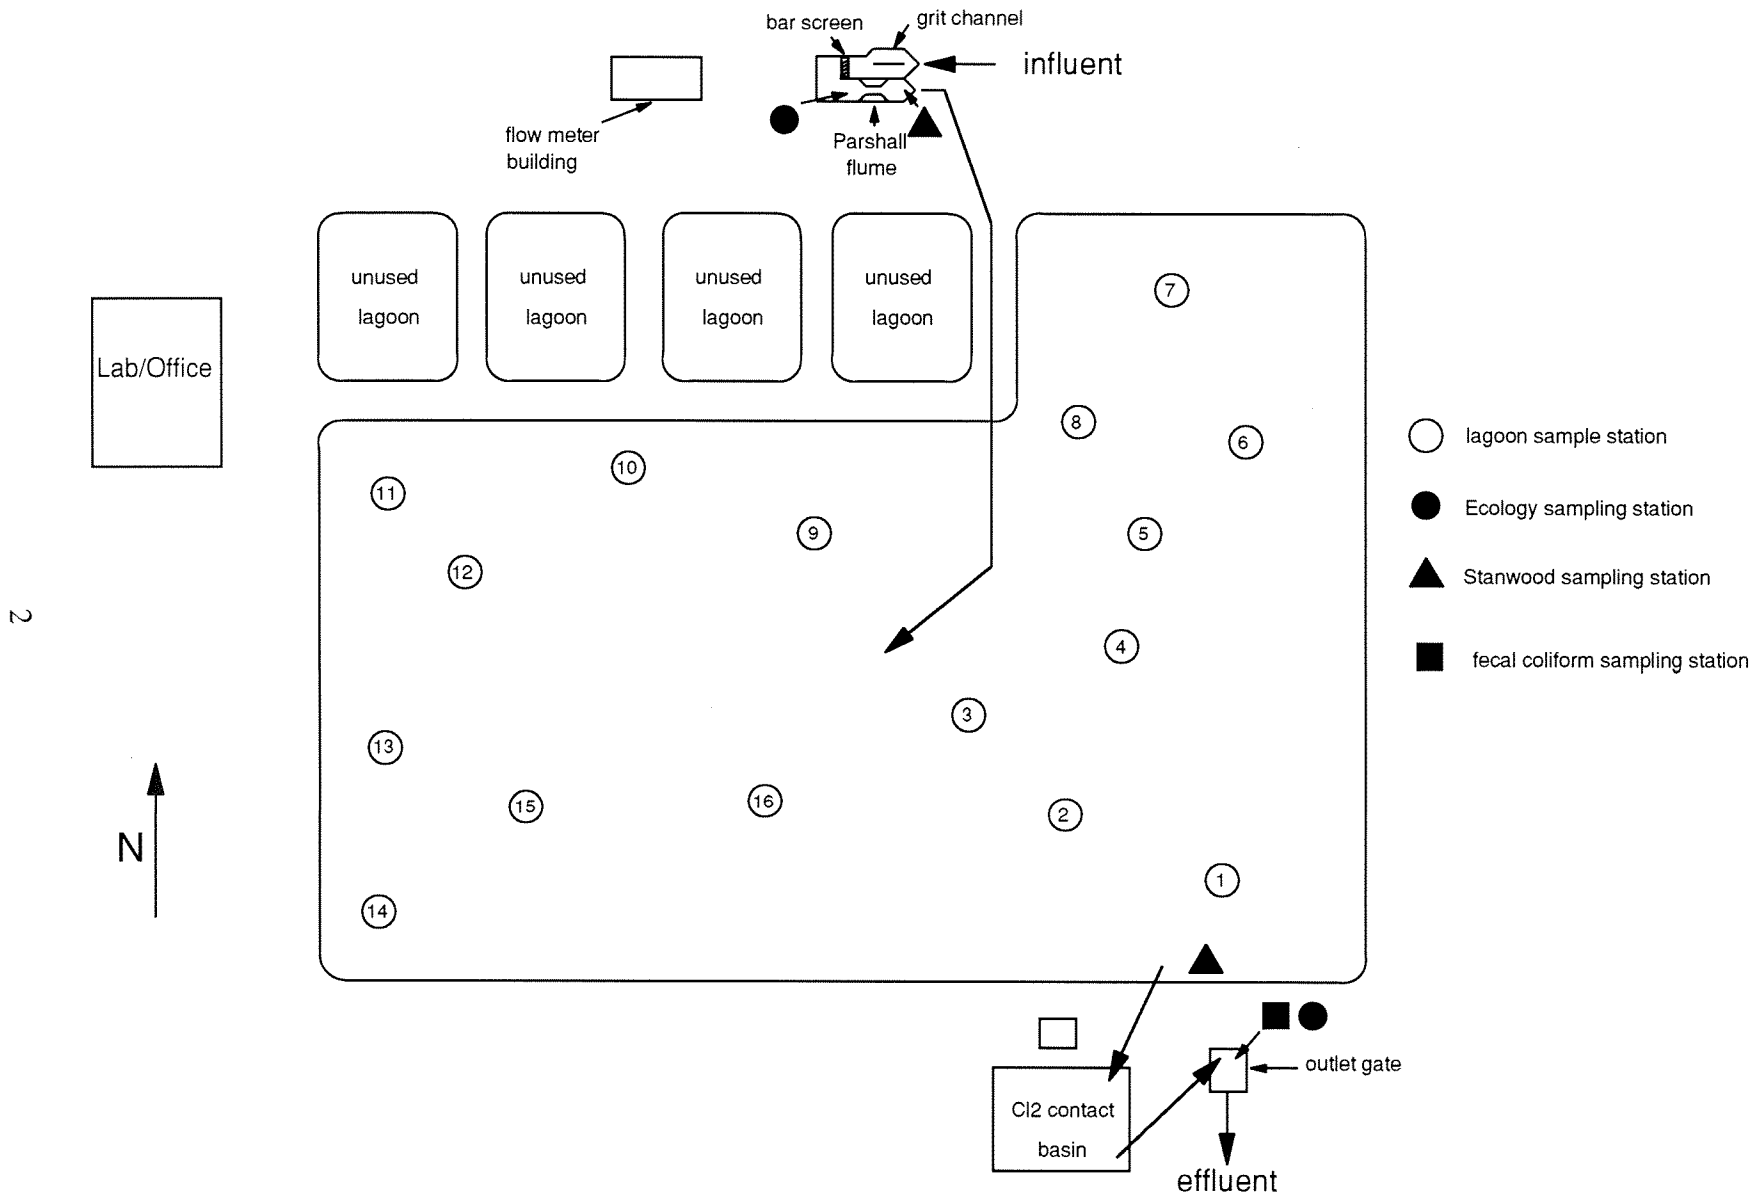 bar screen
grit channel
influent
flow meter
building
Parshall
flume
unused
lagoon
unused
lagoon
unused
lagoon
unused
lagoon
Lab/Office
7
8
6
lagoon sample station
10
11
9
5
Ecology sampling station
12
Stanwood sampling station
2
4
fecal coliform sampling station
3
13
15
16
2
N
1
14
outlet gate
Cl2 contact
basin
effluent